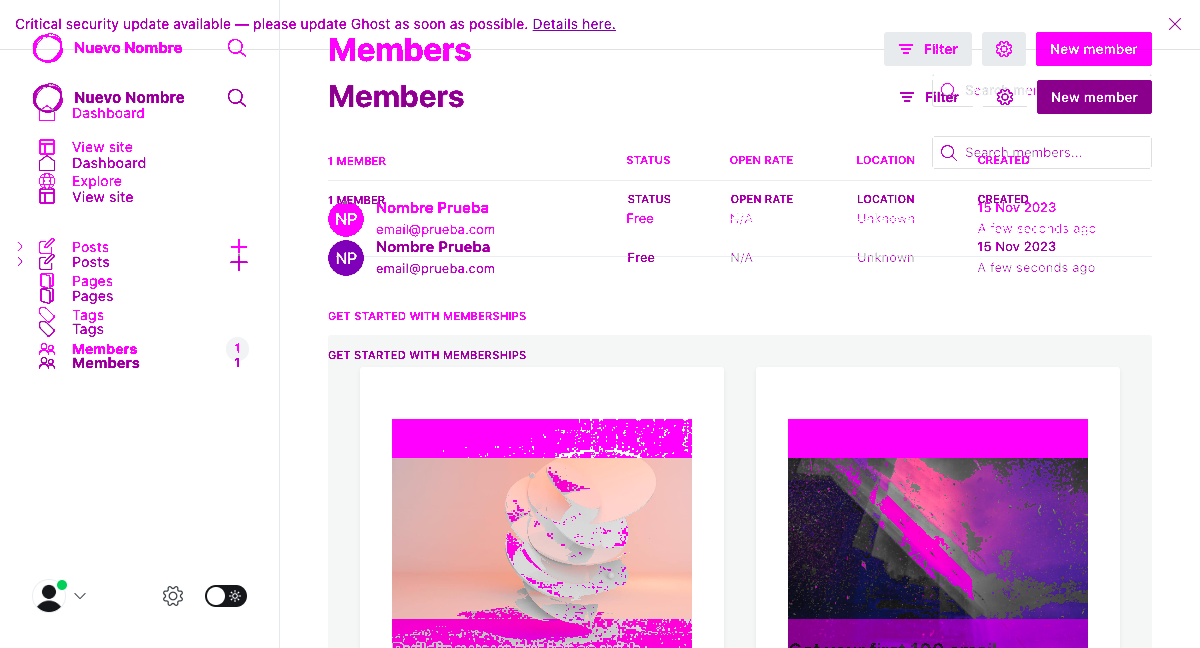 Critical security update available — please update Ghost as soon as possible. Details here.
Nuevo Nombre
Members
Filter
New member
Nuevo Nombre
Members
Filter
New member
Dashboard
View site
Dashboard
Explore
View site
Search members...
1 MEMBER
STATUS
OPEN RATE
LOCATION
CREATED
1 MEMBER
STATUS
OPEN RATE
LOCATION
CREATED
NP
Nombre Prueba
email@prueba.com
Free
N/A
Unknown
15 Nov 2023
A few seconds ago
NP
Nombre Prueba
email@prueba.com
Free
N/A
Unknown
15 Nov 2023
A few seconds ago
Posts
Posts
Pages
Pages
Tags
Tags
Members
1
Members
1
GET STARTED WITH MEMBERSHIPS
GET STARTED WITH MEMBERSHIPS